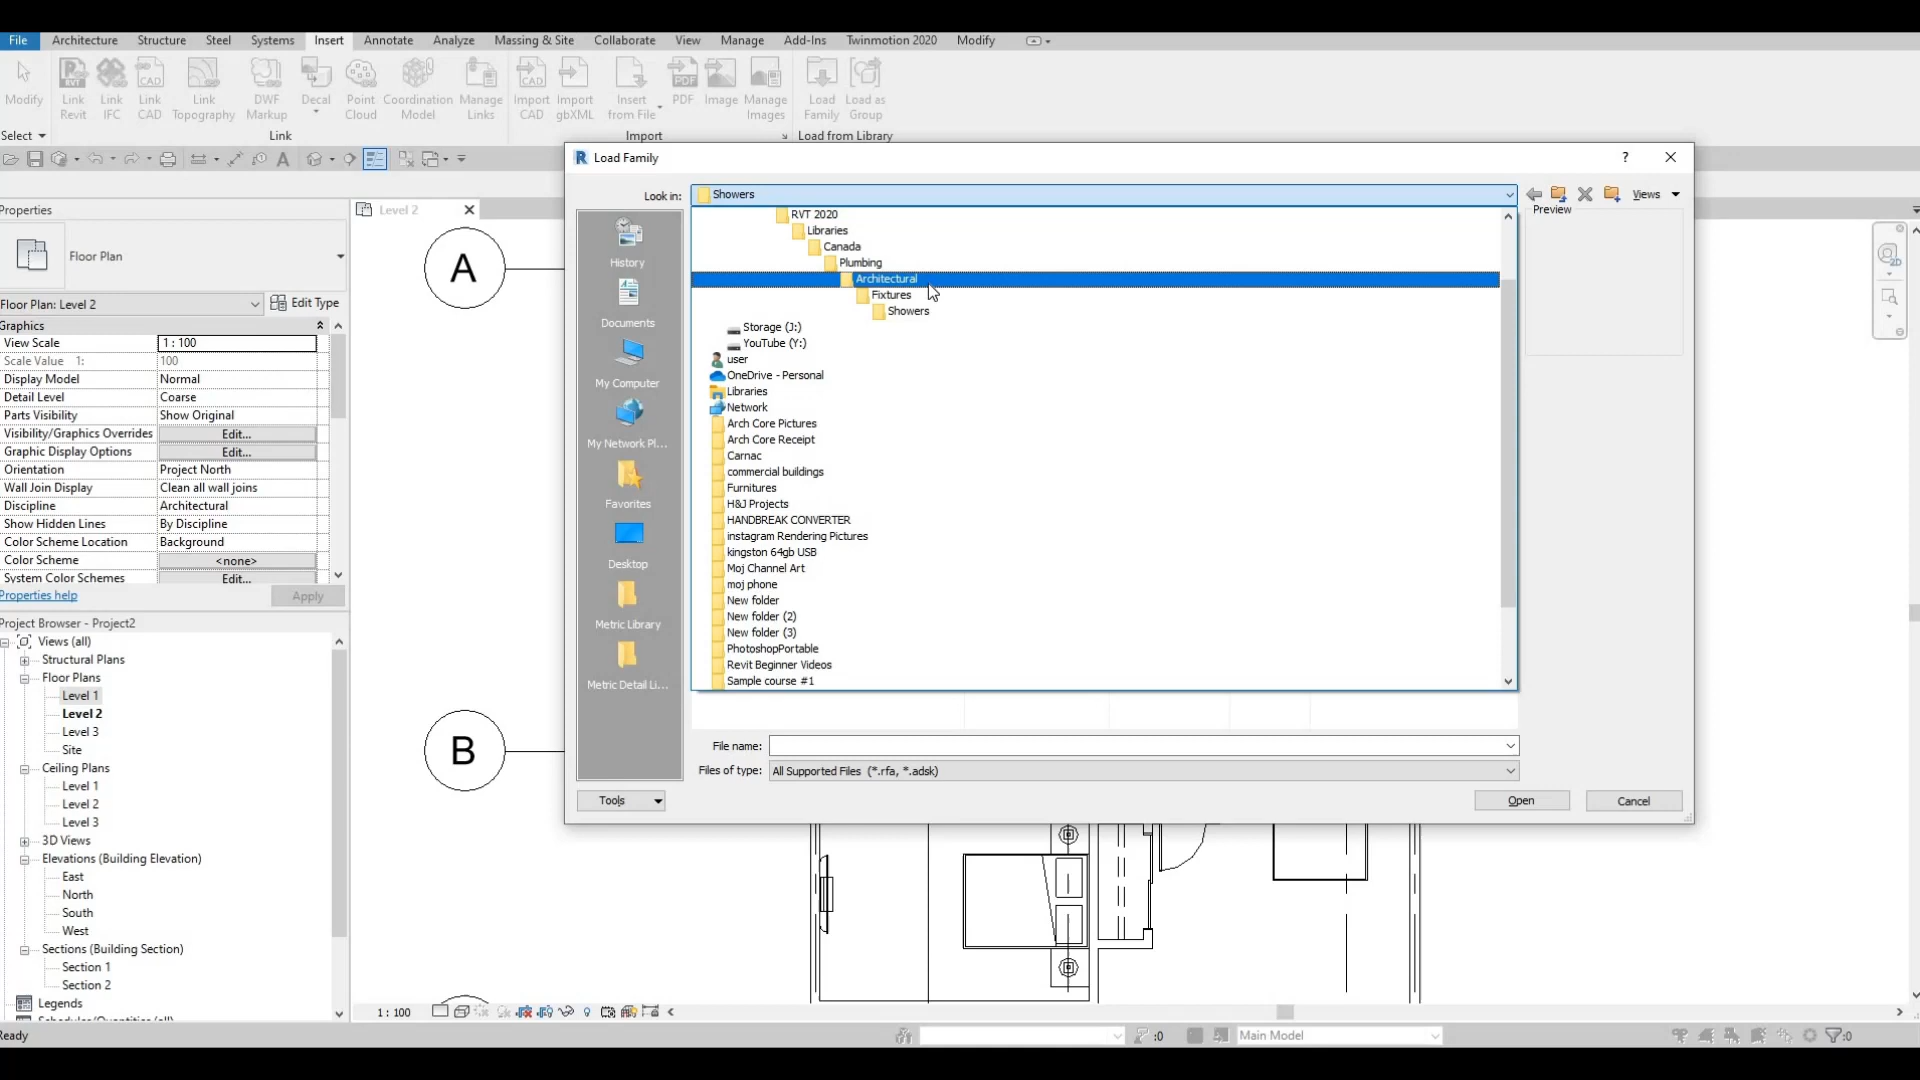 File Architecture Structure Steel Systems Insert Annotate Analyze Massing & Site Collaborate View Manage Add-Ins Twinmotion 2020 Modify
Modify
Link Revit
Link IFC
Link CAD
Link Topography
DWF Markup
Decal
Point Cloud
Coordination Model
Manage Links
Import CAD
Import gbXML
Insert from File
PDF
Image
Manage Images
Load Family
Load as Group
Select
Link
Import
Load from Library
Load Family
Properties
Level 2
Floor Plan
Floor Plan: Level 2
Edit Type
Graphics
View Scale 1 : 100
Scale Value 1: 100
Display Model Normal
Detail Level Coarse
Parts Visibility Show Original
Visibility/Graphics Overrides Edit...
Graphic Display Options Edit...
Orientation Project North
Wall Join Display Clean all wall joins
Discipline Architectural
Show Hidden Lines By Discipline
Color Scheme Location Background
Color Scheme <none>
System Color Schemes Edit...
Properties help
Apply
Project Browser - Project2
Views (all)
Structural Plans
Floor Plans
Level 1
Level 2
Level 3
Site
Ceiling Plans
Level 1
Level 2
Level 3
3D Views
Elevations (Building Elevation)
East
North
South
West
Sections (Building Section)
Section 1
Section 2
Legends
Schedules/Quantities (all)
A
B
Look in: Showers
Views
Preview
History
Documents
My Computer
My Network Pl...
Favorites
Desktop
Metric Library
Metric Detail Li...
RVT 2020
Libraries
Canada
Plumbing
Architectural
Fixtures
Showers
Storage (J:)
YouTube (Y:)
user
OneDrive - Personal
Libraries
Network
Arch Core Pictures
Arch Core Receipt
Carnac
commercial buildings
Furnitures
H&J Projects
HANDBREAK CONVERTER
instagram Rendering Pictures
kingston 64gb USB
Moj Channel Art
moj phone
New folder
New folder (2)
New folder (3)
PhotoshopPortable
Revit Beginner Videos
Sample course #1
File name:
Files of type: All Supported Files (*.rfa, *.adsk)
Tools
Open
Cancel
2D
1 : 100
Ready
:0
Main Model
:0